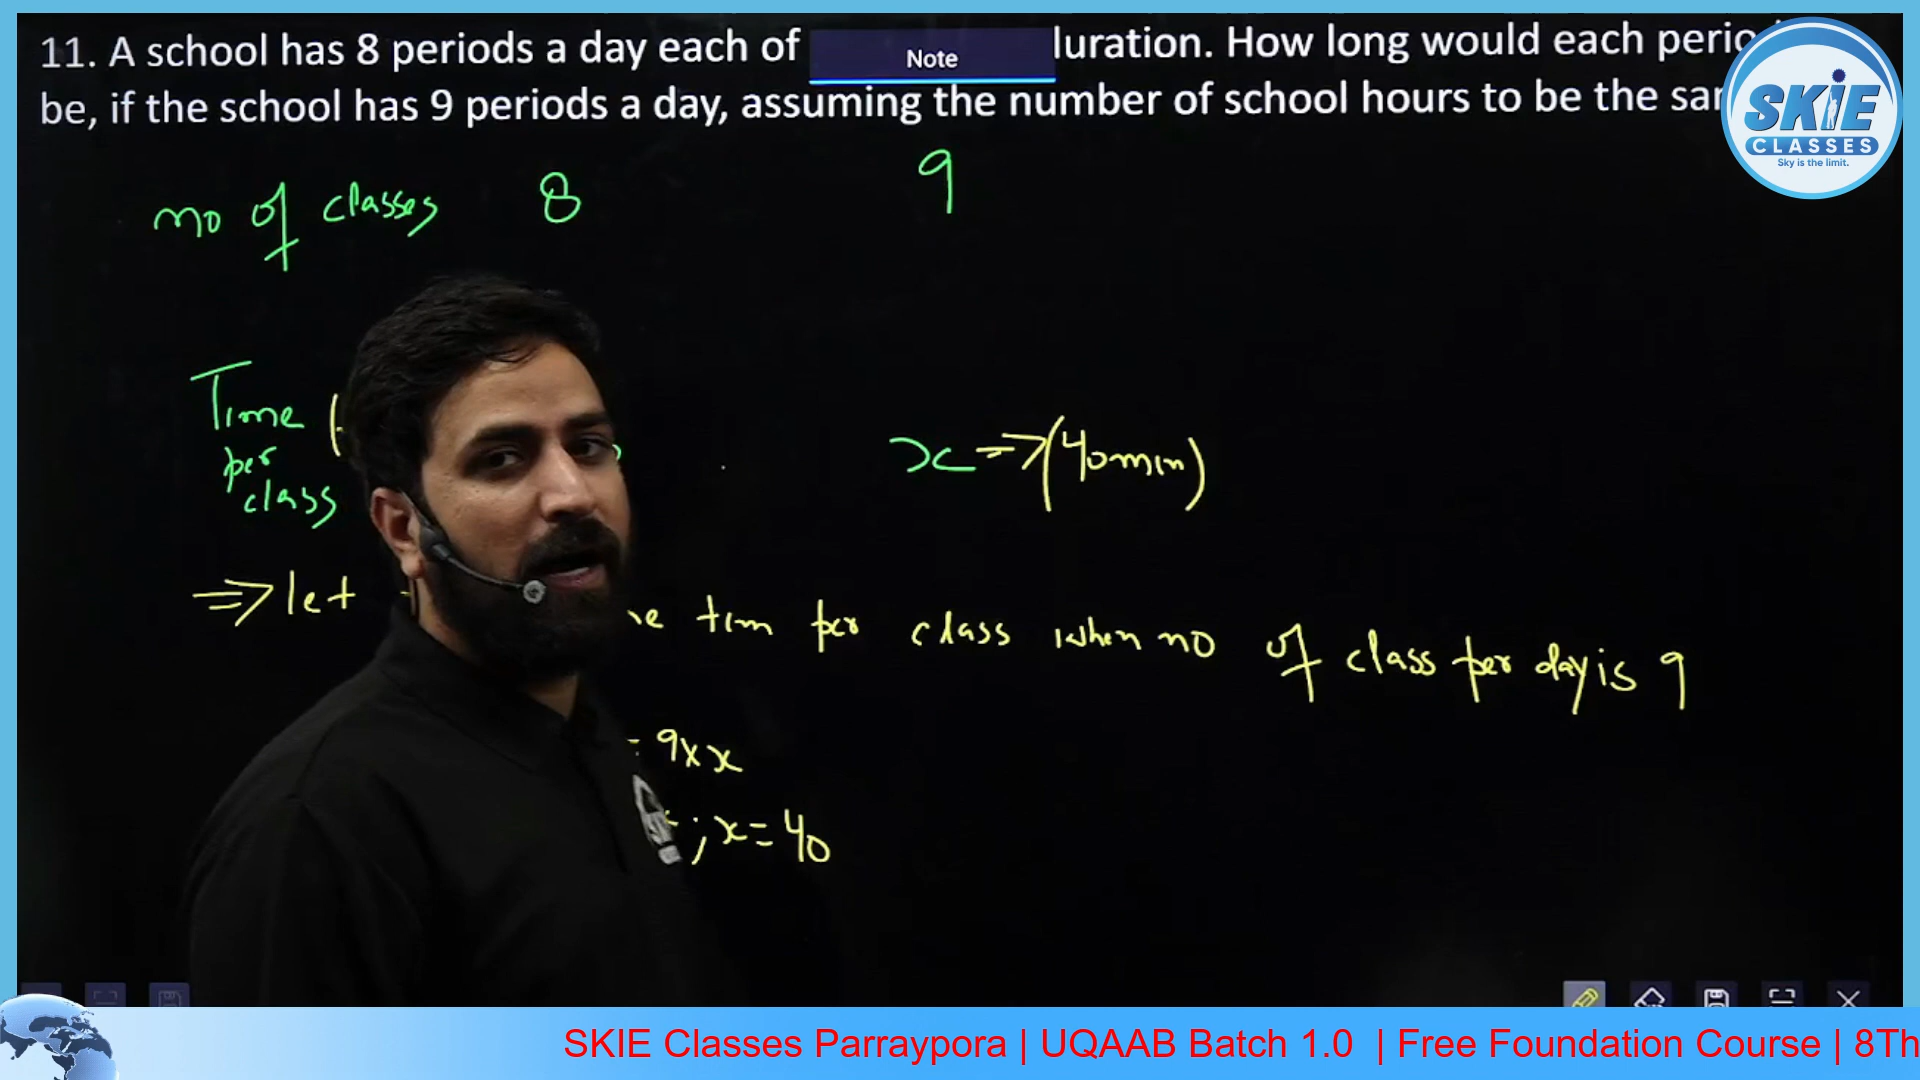 11. A school has 8 periods a day each of Note luration. How long would each perio
be, if the school has 9 periods a day, assuming the number of school hours to be the sar
SKIE
CLASSES
Sky is the limit.
no of classes 8 9
Time
per
class
x => (40min)
=> let
time per class when no of class per day is 9
= 9 x x
; x = 40
SKIE Classes Parraypora | UQAAB Batch 1.0 | Free Foundation Course | 8Th